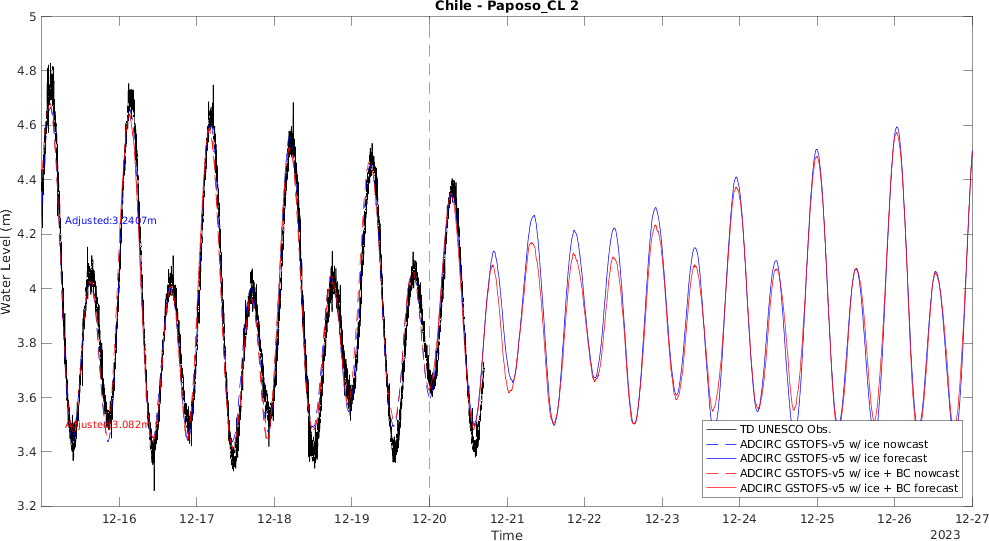 Chile - Paposo_CL 2
Water Level (m)
5
4.8
4.6
4.4
4.2
4
3.8
3.6
3.4
3.2
Adjusted:3.2407m
Adjusted:3.082m
TD UNESCO Obs.
ADCIRC GSTOFS-v5 w/ ice nowcast
ADCIRC GSTOFS-v5 w/ ice forecast
ADCIRC GSTOFS-v5 w/ ice + BC nowcast
ADCIRC GSTOFS-v5 w/ ice + BC forecast
12-16 12-17 12-18 12-19 12-20 12-21 12-22 12-23 12-24 12-25 12-26 12-27
2023
Time